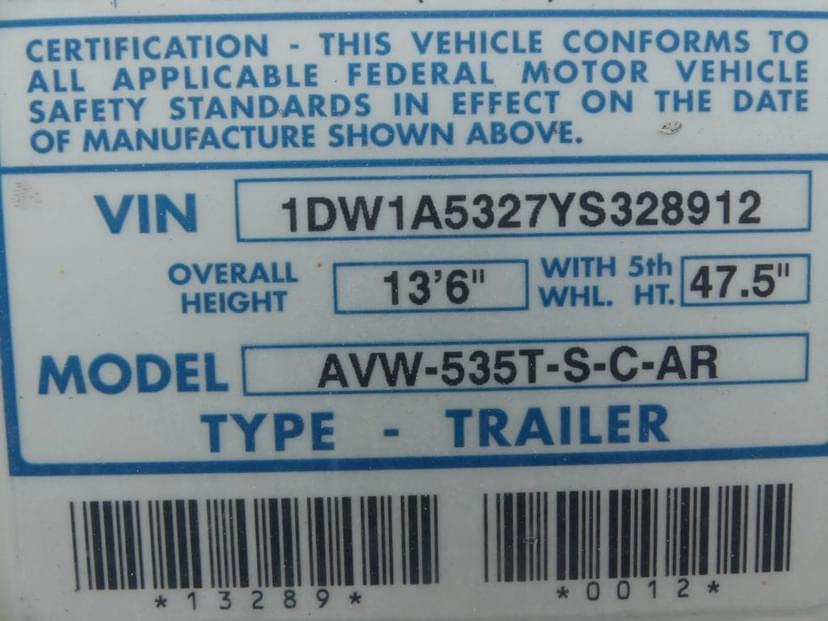 CERTIFICATION - THIS VEHICLE CONFORMS TO
ALL APPLICABLE FEDERAL MOTOR VEHICLE
SAFETY STANDARDS IN EFFECT ON THE DATE
OF MANUFACTURE SHOWN ABOVE.
VIN 1DW1A5327YS328912
OVERALL HEIGHT 13'6" WITH 5th WHL. HT. 47.5"
MODEL AVW-535T-S-C-AR
TYPE - TRAILER
*13289* *0012*